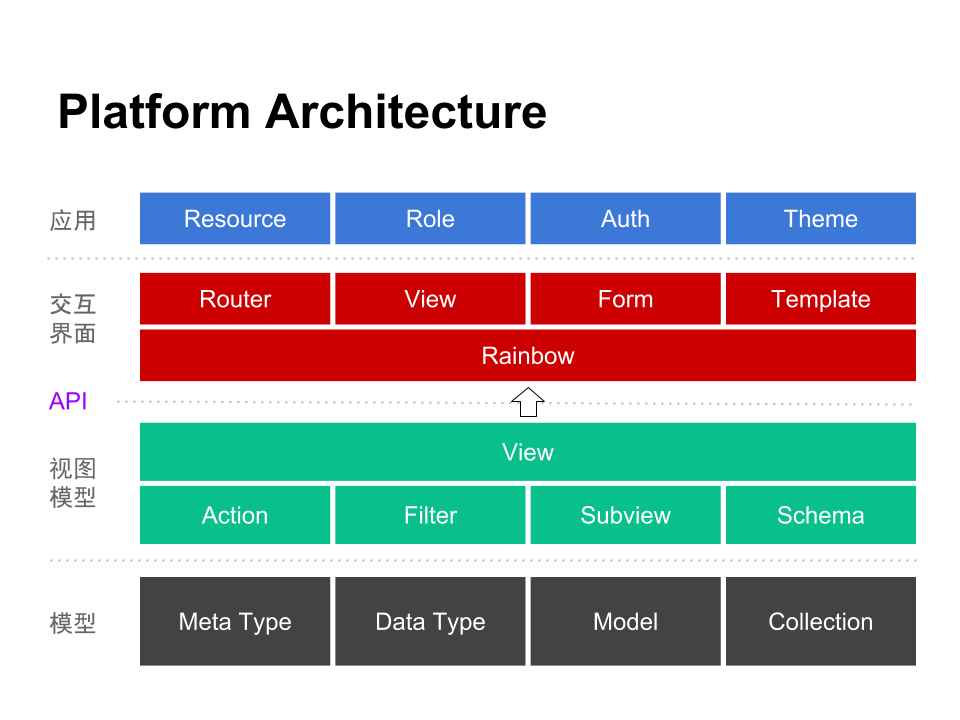 Platform Architecture
应用
Resource
Role
Auth
Theme
交互
界面
Router
View
Form
Template
Rainbow
API
视图
模型
View
Action
Filter
Subview
Schema
模型
Meta Type
Data Type
Model
Collection